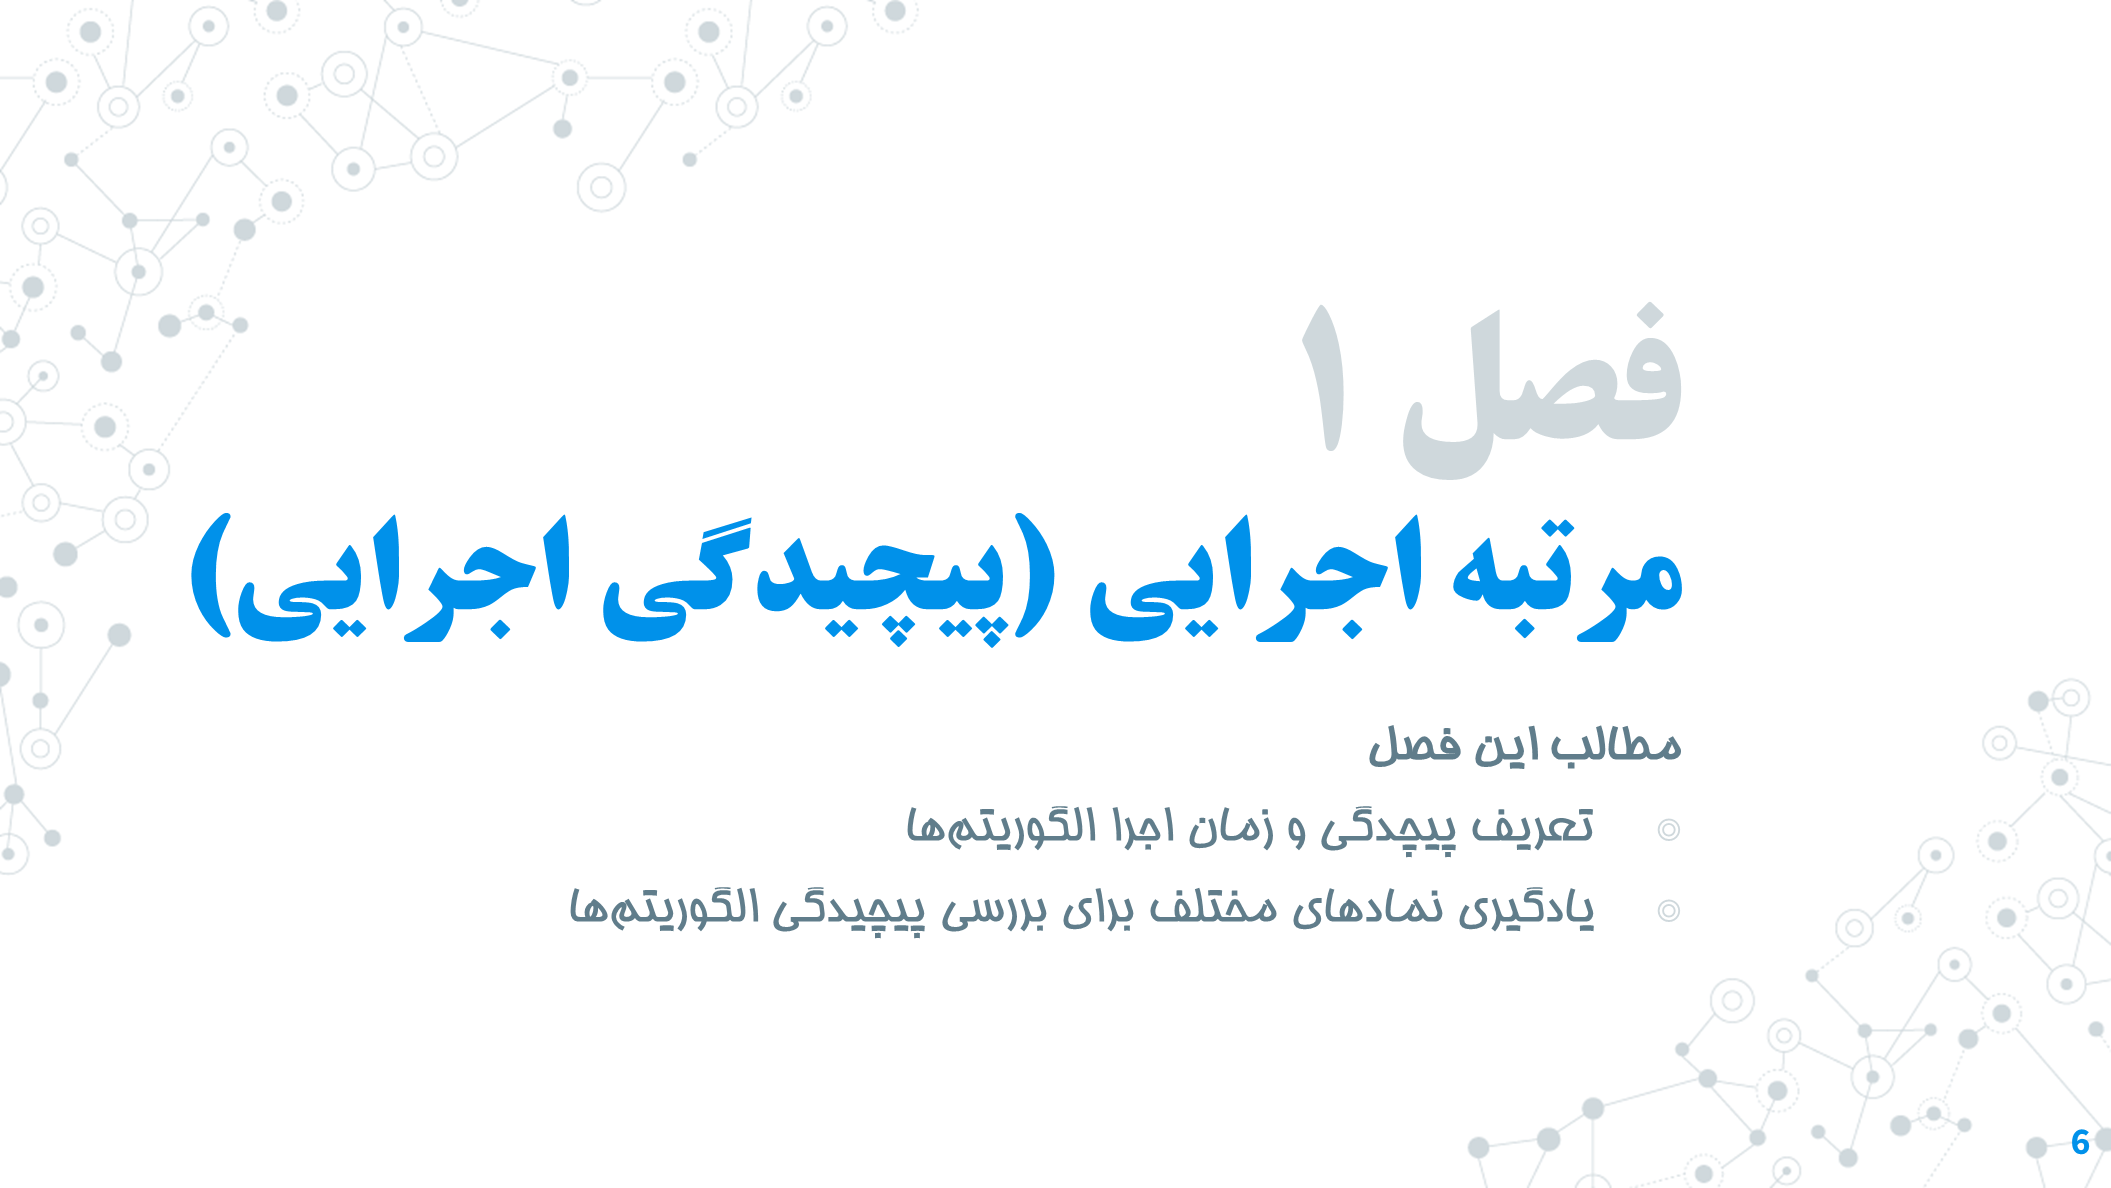 فصل ۱
مرتبه اجرایی (پیچیدگی اجرایی)
مطالب این فصل
تعریف پیچدگی و زمان اجرا الگوریتم‌ها
یادگیری نمادهای مختلف برای بررسی پیچیدگی الگوریتم‌ها
6